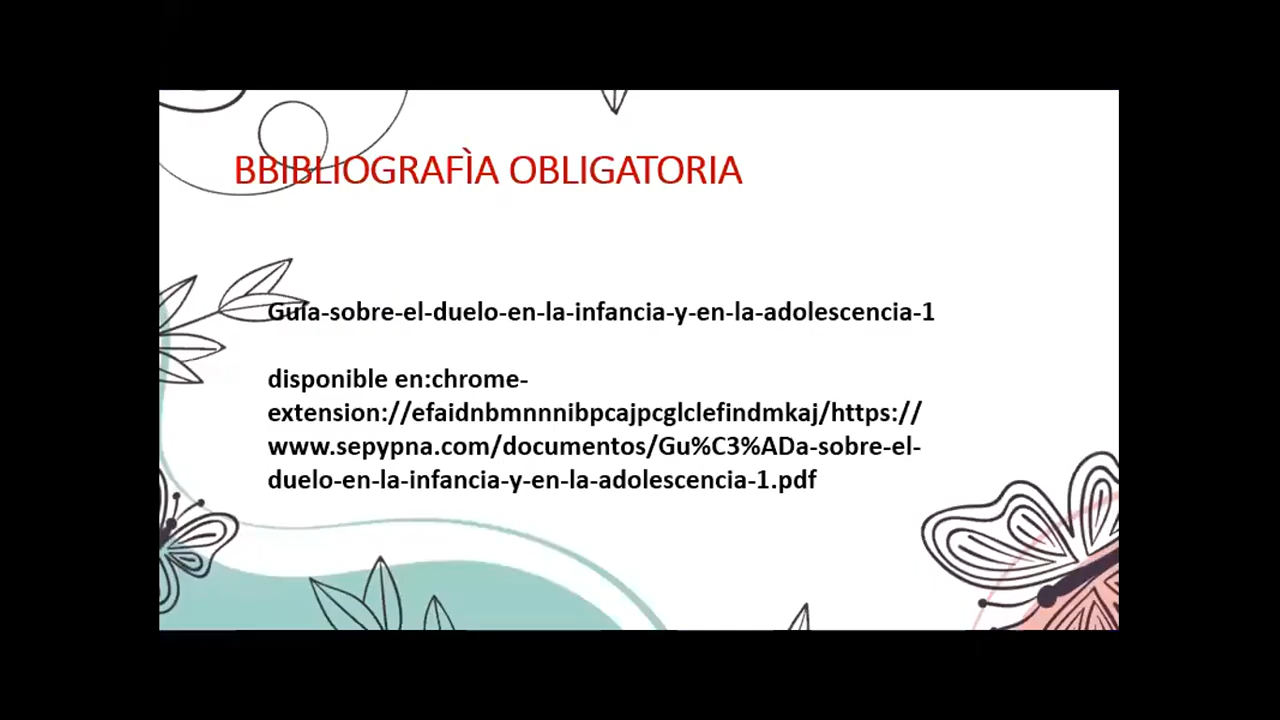 BBIBLIOGRAFÌA OBLIGATORIA
Guía-sobre-el-duelo-en-la-infancia-y-en-la-adolescencia-1
disponible en:chrome-
extension://efaidnbmnnnibpcajpcglclefindmkaj/https://
www.sepypna.com/documentos/Gu%C3%ADa-sobre-el-
duelo-en-la-infancia-y-en-la-adolescencia-1.pdf